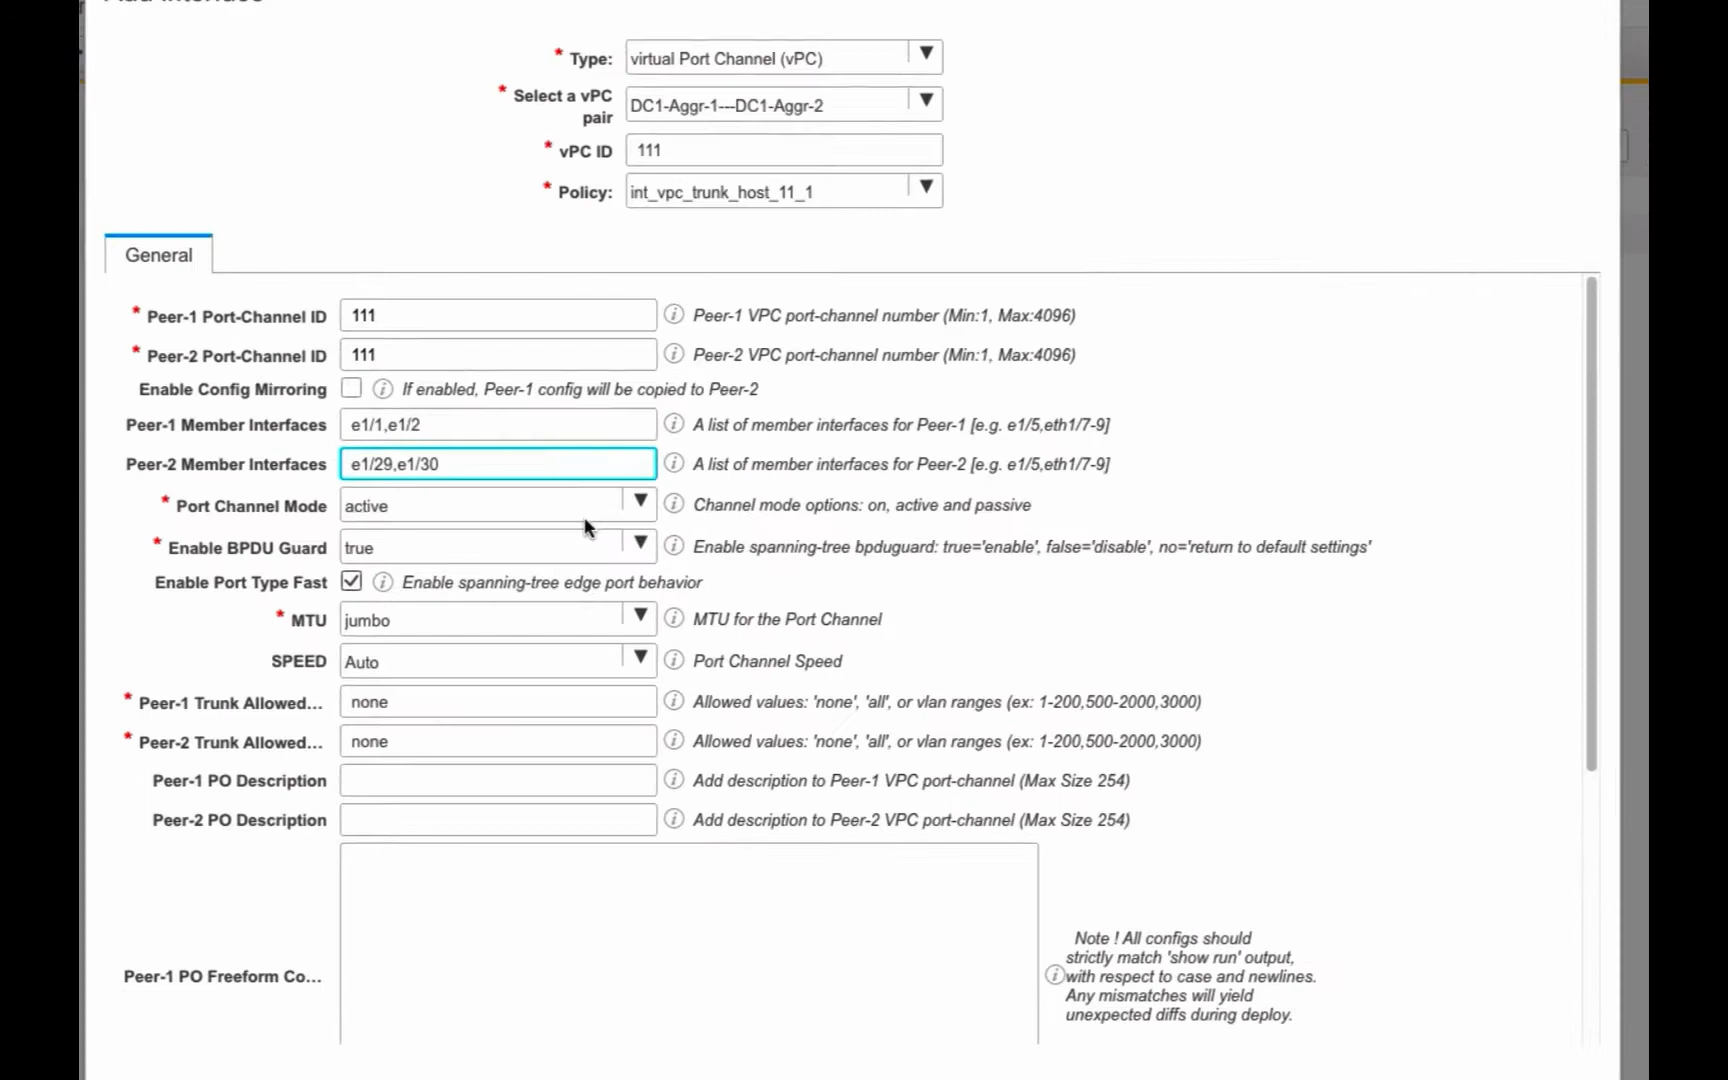 * Type: virtual Port Channel (vPC)
* Select a vPC pair DC1-Aggr-1---DC1-Aggr-2
* vPC ID 111
* Policy: int_vpc_trunk_host_11_1
General
* Peer-1 Port-Channel ID 111 Peer-1 VPC port-channel number (Min:1, Max:4096)
* Peer-2 Port-Channel ID 111 Peer-2 VPC port-channel number (Min:1, Max:4096)
Enable Config Mirroring If enabled, Peer-1 config will be copied to Peer-2
Peer-1 Member Interfaces e1/1,e1/2 A list of member interfaces for Peer-1 [e.g. e1/5,eth1/7-9]
Peer-2 Member Interfaces e1/29,e1/30 A list of member interfaces for Peer-2 [e.g. e1/5,eth1/7-9]
* Port Channel Mode active Channel mode options: on, active and passive
* Enable BPDU Guard true Enable spanning-tree bpduguard: true='enable', false='disable', no='return to default settings'
Enable Port Type Fast Enable spanning-tree edge port behavior
* MTU jumbo MTU for the Port Channel
SPEED Auto Port Channel Speed
* Peer-1 Trunk Allowed... none Allowed values: 'none', 'all', or vlan ranges (ex: 1-200,500-2000,3000)
* Peer-2 Trunk Allowed... none Allowed values: 'none', 'all', or vlan ranges (ex: 1-200,500-2000,3000)
Peer-1 PO Description Add description to Peer-1 VPC port-channel (Max Size 254)
Peer-2 PO Description Add description to Peer-2 VPC port-channel (Max Size 254)
Peer-1 PO Freeform Co...
Note ! All configs should
strictly match 'show run' output,
with respect to case and newlines.
Any mismatches will yield
unexpected diffs during deploy.